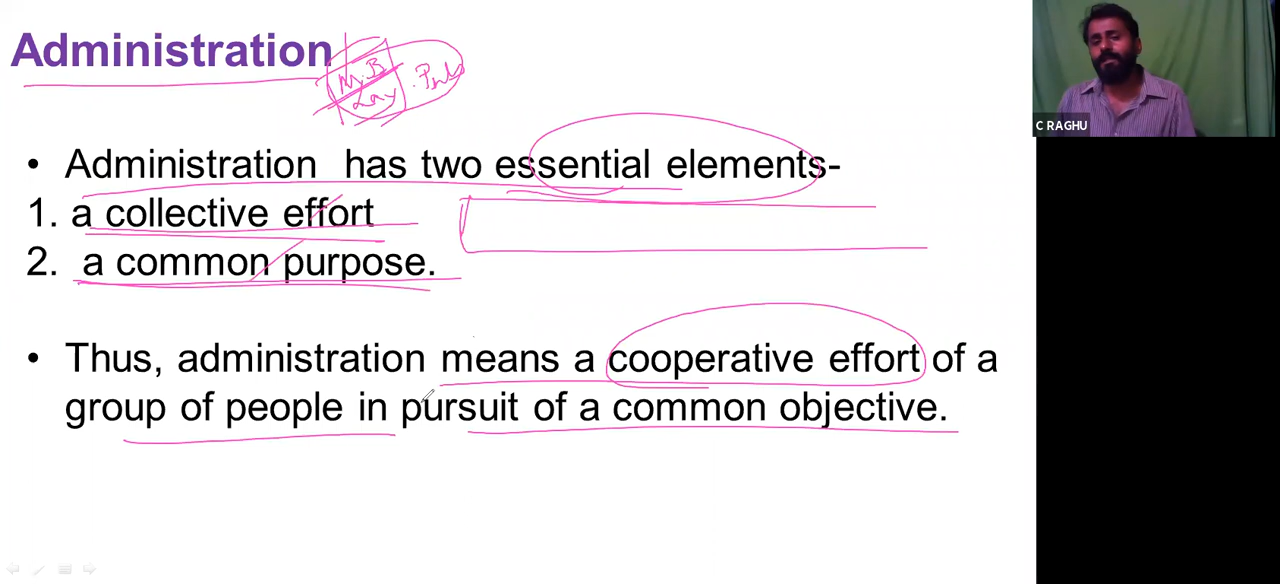 Administration
C RAGHU
• Administration has two essential elements-
1. a collective effort
2. a common purpose.
• Thus, administration means a cooperative effort of a
group of people in pursuit of a common objective.